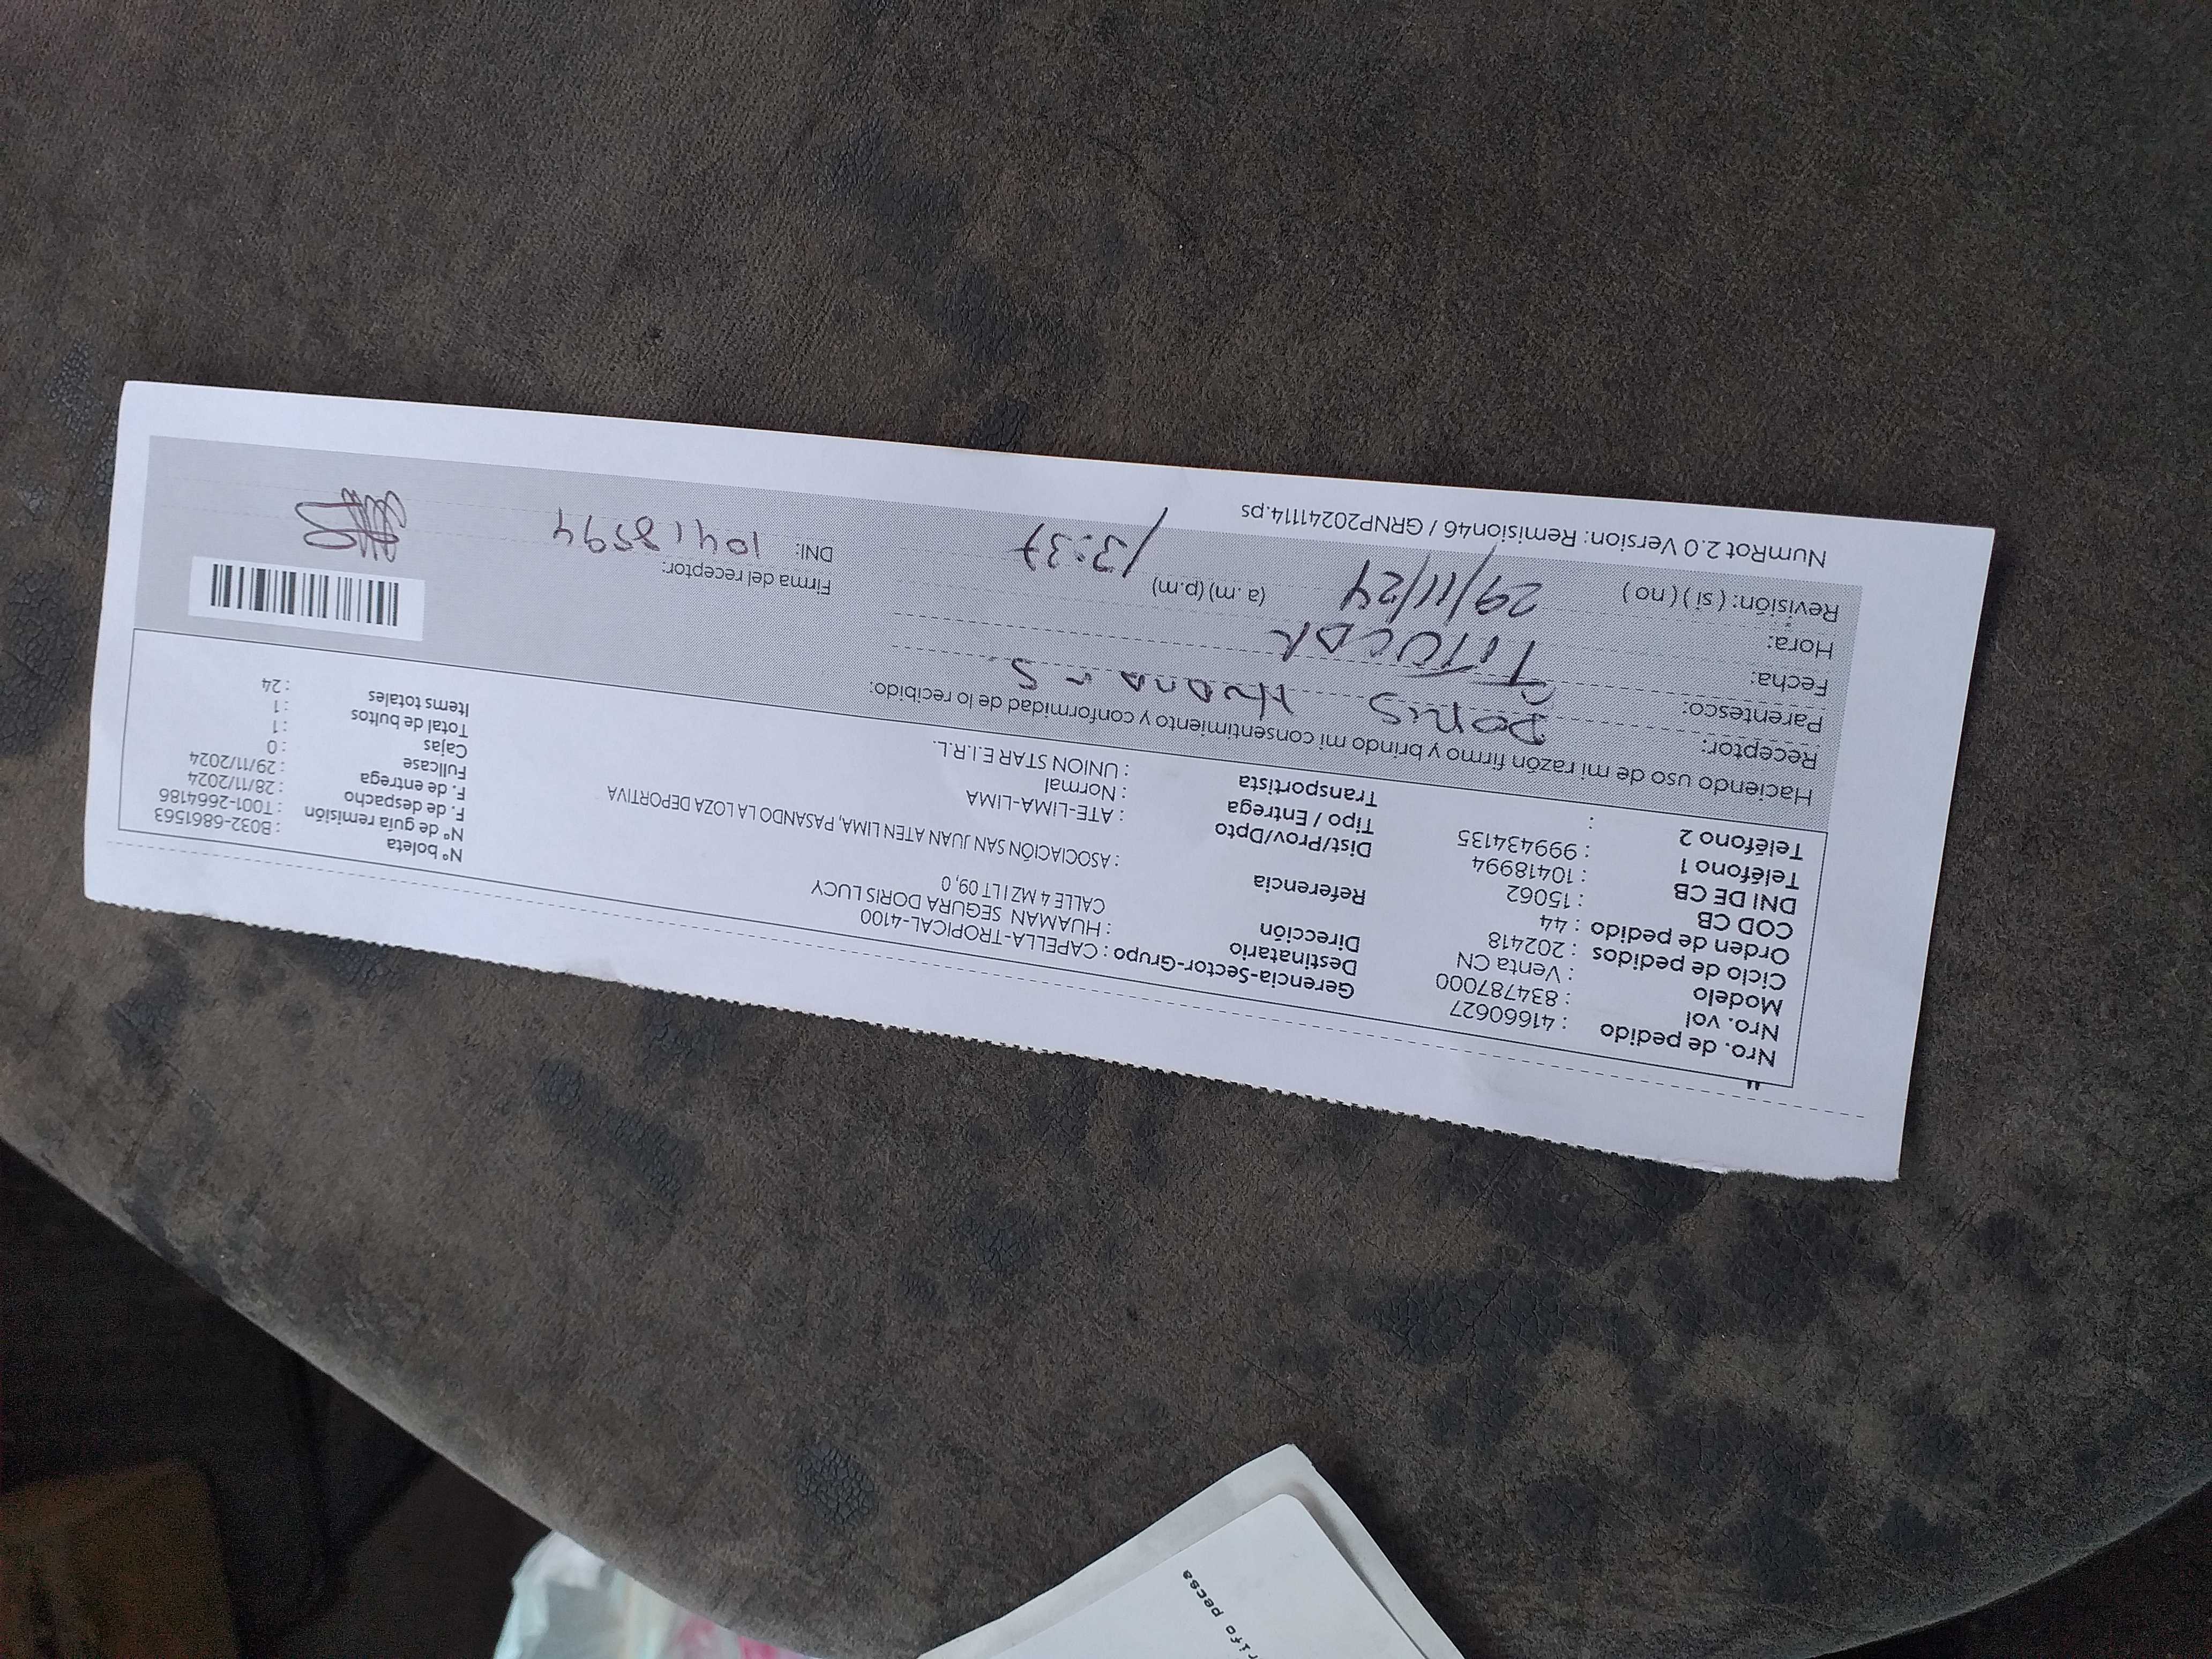 "
Nro. de pedido : 41660627
Nro. vol : 834787000
Modelo : Venta CN
Ciclo de pedidos : 202418
Orden de pedido : 44
COD CB : 15062
DNI DE CB : 10418994
Teléfono 1 : 999434135
Teléfono 2 :
Gerencia-Sector-Grupo : CAPELLA-TROPICAL-4100
Destinatario : HUAMAN SEGURA DORIS LUCY
Dirección CALLE 4 MZ I LT 09,0
Referencia : ASOCIACIÓN SAN JUAN ATEN LIMA, PASANDO LA LOZA DEPORTIVA
Dist/Prov/Dpto : ATE-LIMA-LIMA
Tipo / Entrega : Normal
Transportista : UNION STAR E.I.R.L.
N° boleta : B032-6861563
N° de guía remisión : T001-2664186
F. de despacho : 28/11/2024
F. de entrega : 29/11/2024
Fullcase : 0
Cajas : 1
Total de bultos : 1
Items totales : 24
Haciendo uso de mi razón firmo y brindo mi consentimiento y conformidad de lo recibido:
Receptor: DORIS S.
Parentesco: TITUCDR
Fecha: 29/11/24
Hora: (a.m) (p.m) 13:37
Revisión: ( si ) ( no )
Firma del receptor:
DNI:
NumRot 2.0 Version: Remision46 / GRNP20241114.ps
rifo pecsa